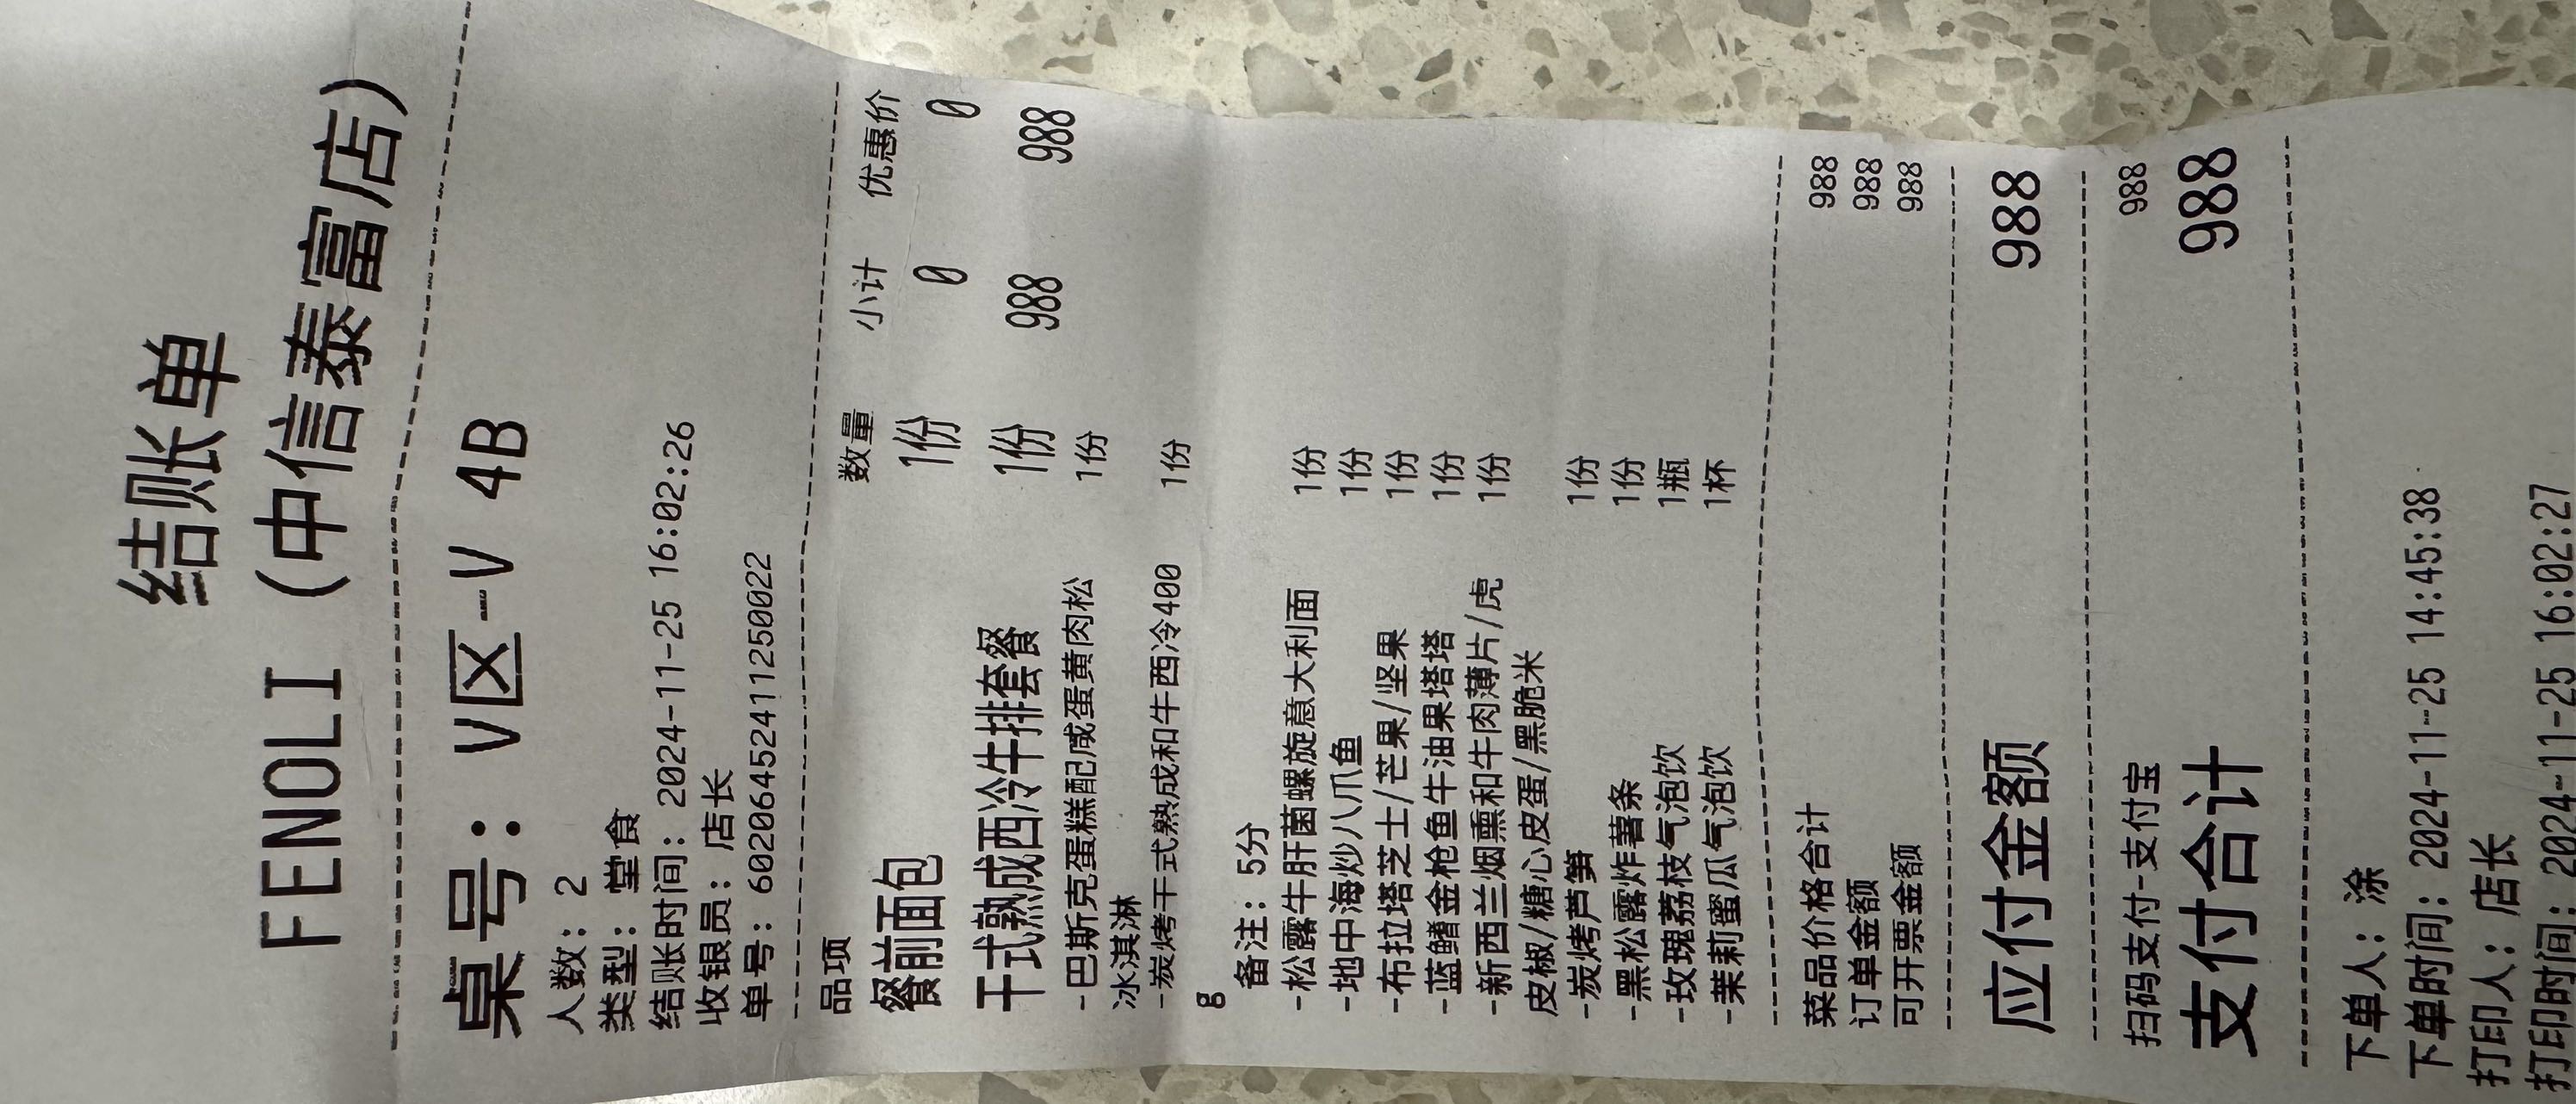 结账单
FENOLI (中信泰富店)
桌号: V区-V 4B
人数: 2
类型: 堂食
结账时间: 2024-11-25 16:02:26
收银员: 店长
单号: 602064524112500​22
品项 数量 小计 优惠价
餐前面包 1份 0 0
干式熟成西冷牛排套餐 1份 988 988
-巴斯克蛋糕配咸蛋黄肉松 1份
冰淇淋
-炭烤干式熟成和牛西冷400 1份
g
备注: 5分
-松露牛肝菌螺旋意大利面 1份
-地中海炒八爪鱼 1份
-布拉塔芝士/芒果/坚果 1份
-蓝鳍金枪鱼牛油果塔塔 1份
-新西兰烟熏和牛肉薄片/虎 1份
皮椒/糖心皮蛋/黑脆米
-炭烤芦笋 1份
-黑松露炸薯条 1份
-玫瑰荔枝气泡饮 1瓶
-茉莉蜜瓜气泡饮 1杯
菜品价格合计 988
订单金额 988
可开票金额 988
应付金额 988
扫码支付-支付宝 988
支付合计 988
下单人: 涂
下单时间: 2024-11-25 14:45:38
打印人: 店长
打印时间: 2024-11-25 16:02:27